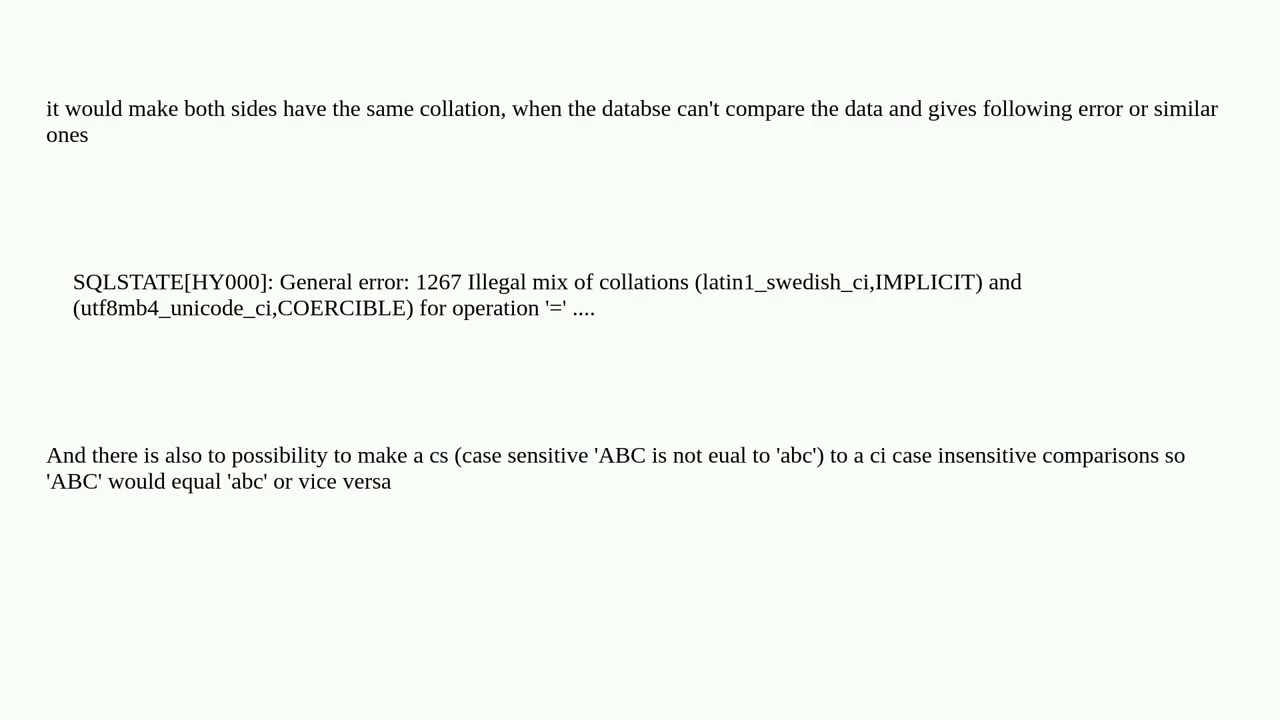 it would make both sides have the same collation, when the databse can't compare the data and gives following error or similar
ones
SQLSTATE[HY000]: General error: 1267 Illegal mix of collations (latin1_swedish_ci,IMPLICIT) and
(utf8mb4_unicode_ci,COERCIBLE) for operation '=' ....
And there is also to possibility to make a cs (case sensitive 'ABC is not eual to 'abc') to a ci case insensitive comparisons so
'ABC' would equal 'abc' or vice versa